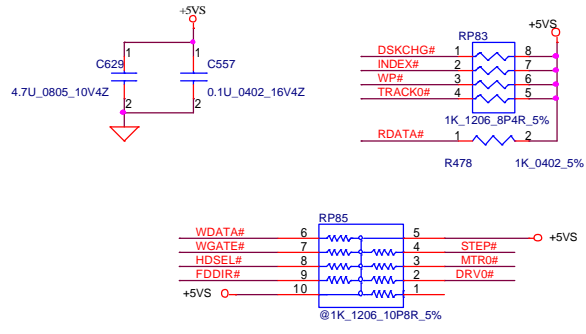 +5VS
1
C629
4.7U_0805_10V4Z
2
1
C557
0.1U_0402_16V4Z
2
+5VS
RP83
DSKCHG# 1 8
INDEX# 2 7
WP# 3 6
TRACK0# 4 5
1K_1206_8P4R_5%
RDATA# 1 2
R478 1K_0402_5%
RP85
WDATA# 6 5 +5VS
WGATE# 7 4 STEP#
HDSEL# 8 3 MTR0#
FDDIR# 9 2 DRV0#
+5VS 10 1
@1K_1206_10P8R_5%